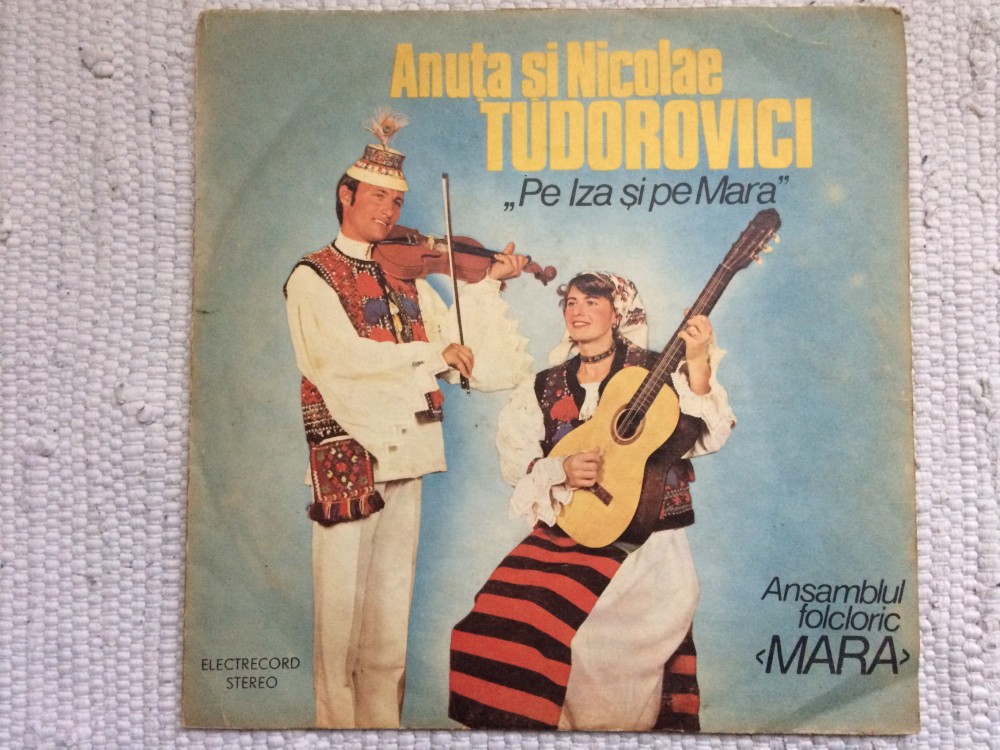 Anuța și Nicolae
TUDOROVICI
„Pe Iza și pe Mara”
Ansamblul
folcloric
‹MARA›
ELECTRECORD
STEREO